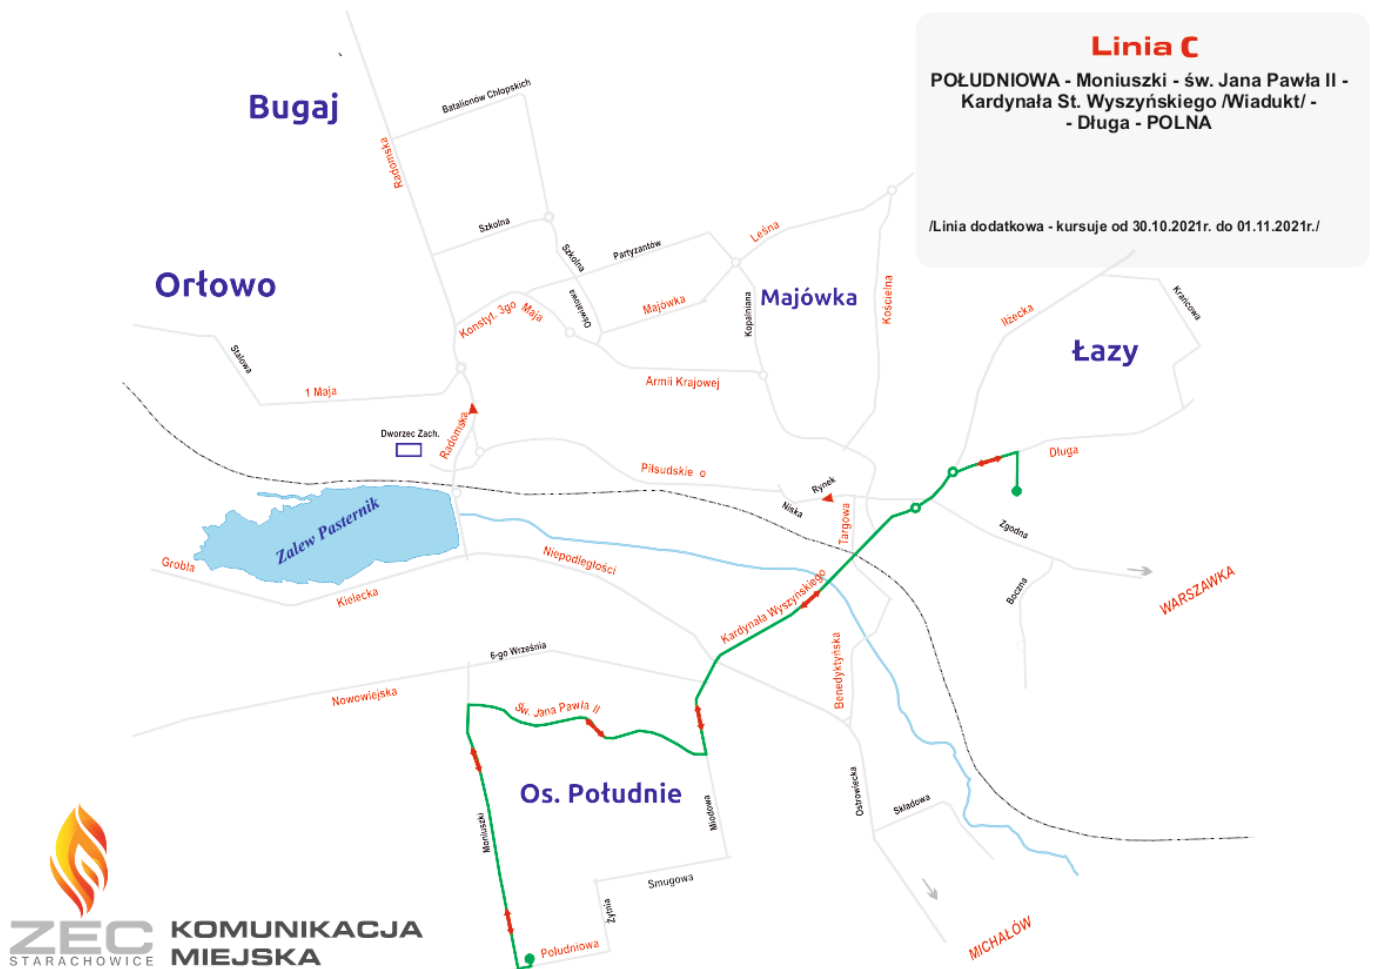 Linia C
POŁUDNIOWA - Moniuszki - św. Jana Pawła II -
Kardynała St. Wyszyńskiego /Wiadukt/ -
- Długa - POLNA
/Linia dodatkowa - kursuje od 30.10.2021r. do 01.11.2021r./
Bugaj
Batalionów Chłopskich
Radomska
Szkolna
Szkolna
Partyzantów
Leśna
Orłowo
Oświatowa
Majówka
Majówka
Kopalniana
Kościelna
Konstyt. 3go Maja
Iłżecka
Krańcowa
Łazy
Stalowa
1 Maja
Armii Krajowej
Dworzec Zach.
Radomska
Piłsudskie o
Długa
Rynek
Niska
Targowa
Zgodna
Zalew Pasternik
Grobla
Kielecka
Niepodległości
Kardynała Wyszyńskiego
Boczna
WARSZAWKA
6-go Września
Nowowiejska
Benedyktyńska
Św. Jana Pawła II
Os. Południe
Moniuszki
Miodowa
Ostrowiecka
Składowa
Smugowa
Żytnia
Południowa
MICHAŁÓW
ZEC
STARACHOWICE
KOMUNIKACJA
MIEJSKA